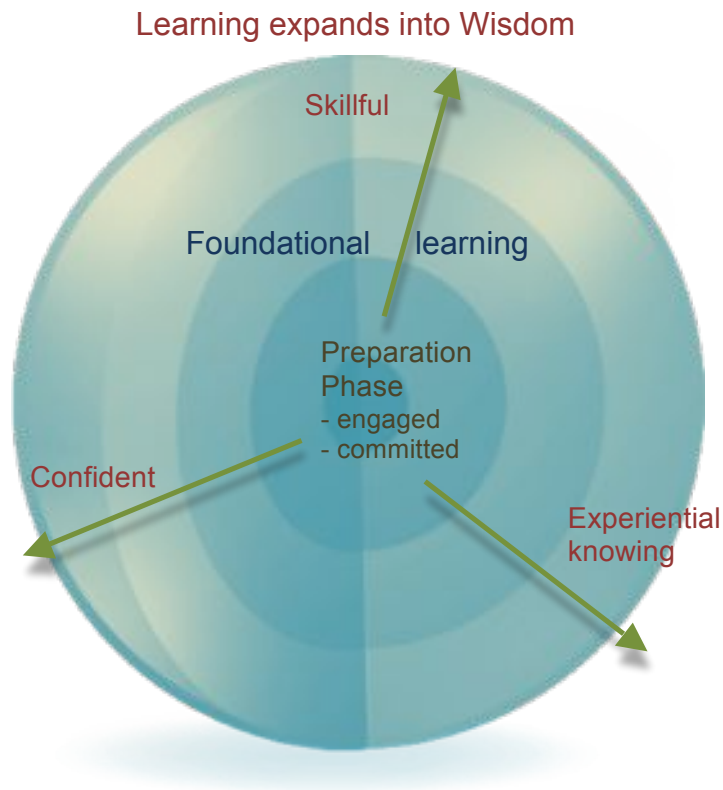 Learning expands into Wisdom
Skillful
Foundational learning
Preparation
Phase
- engaged
- committed
Confident
Experiential
knowing